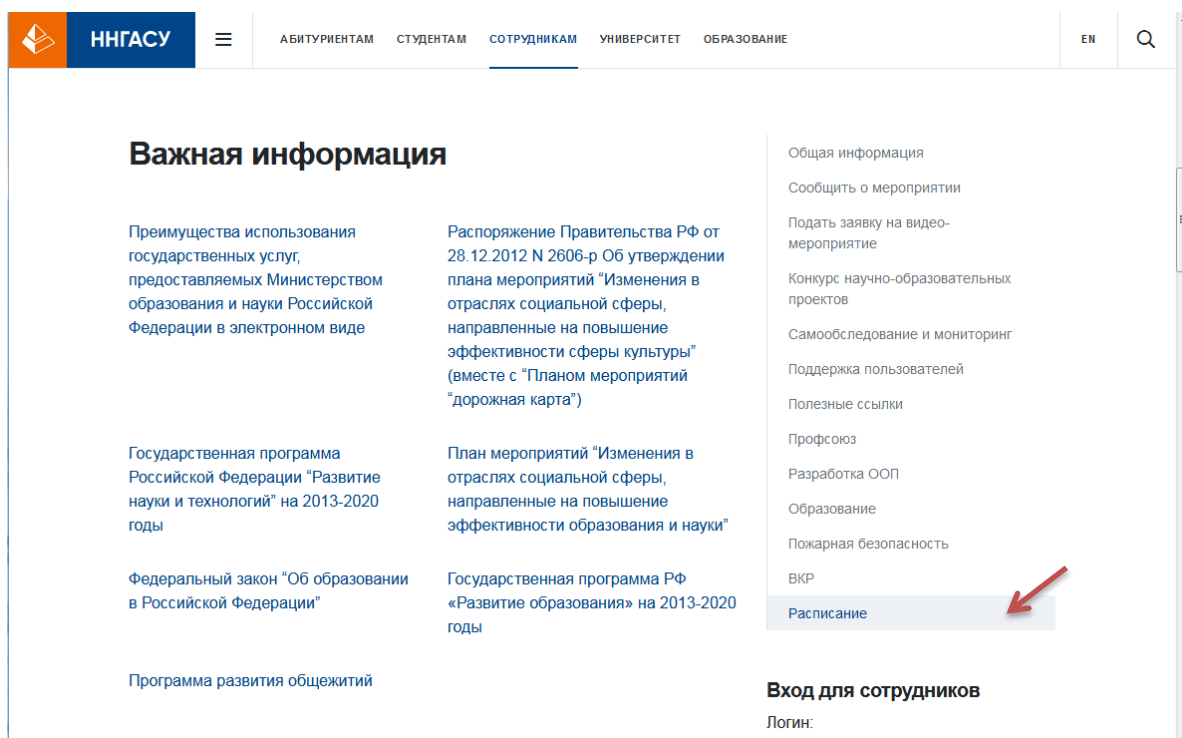 ННГАСУ
АБИТУРИЕНТАМ СТУДЕНТАМ СОТРУДНИКАМ УНИВЕРСИТЕТ ОБРАЗОВАНИЕ
EN
Важная информация
Преимущества использования
государственных услуг,
предоставляемых Министерством
образования и науки Российской
Федерации в электронном виде
Распоряжение Правительства РФ от
28.12.2012 N 2606-р Об утверждении
плана мероприятий “Изменения в
отраслях социальной сферы,
направленные на повышение
эффективности сферы культуры”
(вместе с “Планом мероприятий
“дорожная карта”)
Государственная программа
Российской Федерации “Развитие
науки и технологий” на 2013-2020
годы
План мероприятий “Изменения в
отраслях социальной сферы,
направленные на повышение
эффективности образования и науки”
Федеральный закон “Об образовании
в Российской Федерации”
Государственная программа РФ
«Развитие образования» на 2013-2020
годы
Программа развития общежитий
Общая информация
Сообщить о мероприятии
Подать заявку на видео-
мероприятие
Конкурс научно-образовательных
проектов
Самообследование и мониторинг
Поддержка пользователей
Полезные ссылки
Профсоюз
Разработка ООП
Образование
Пожарная безопасность
ВКР
Расписание
Вход для сотрудников
Логин: